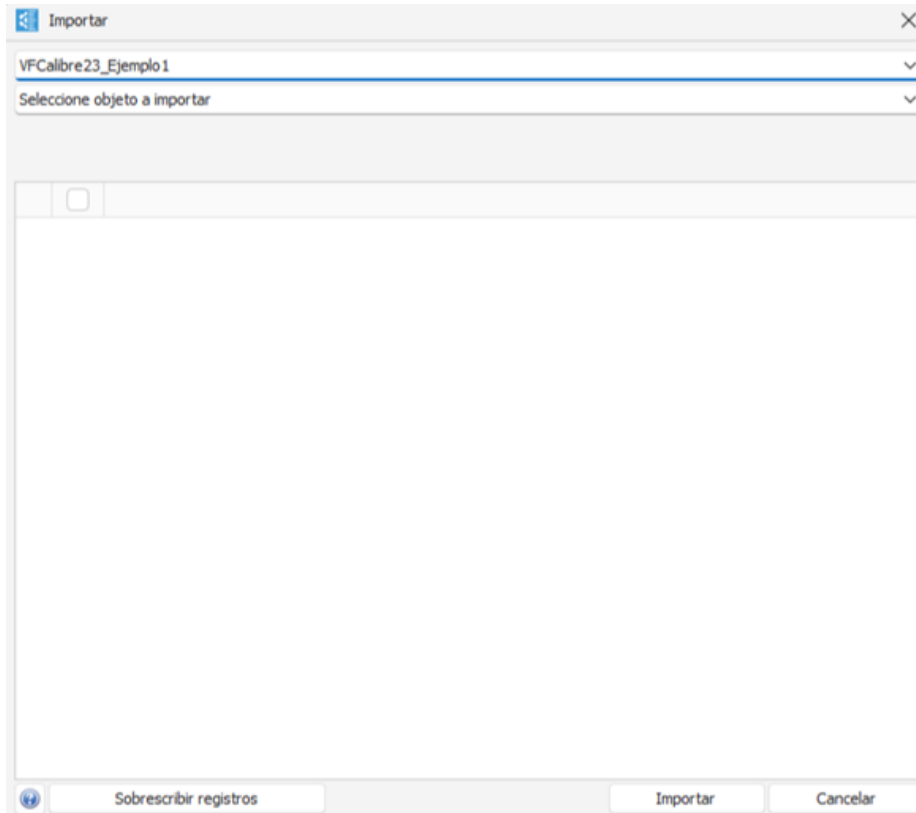 Importar
VFCalibre23_Ejemplo1
Seleccione objeto a importar
Sobrescribir registros
Importar
Cancelar